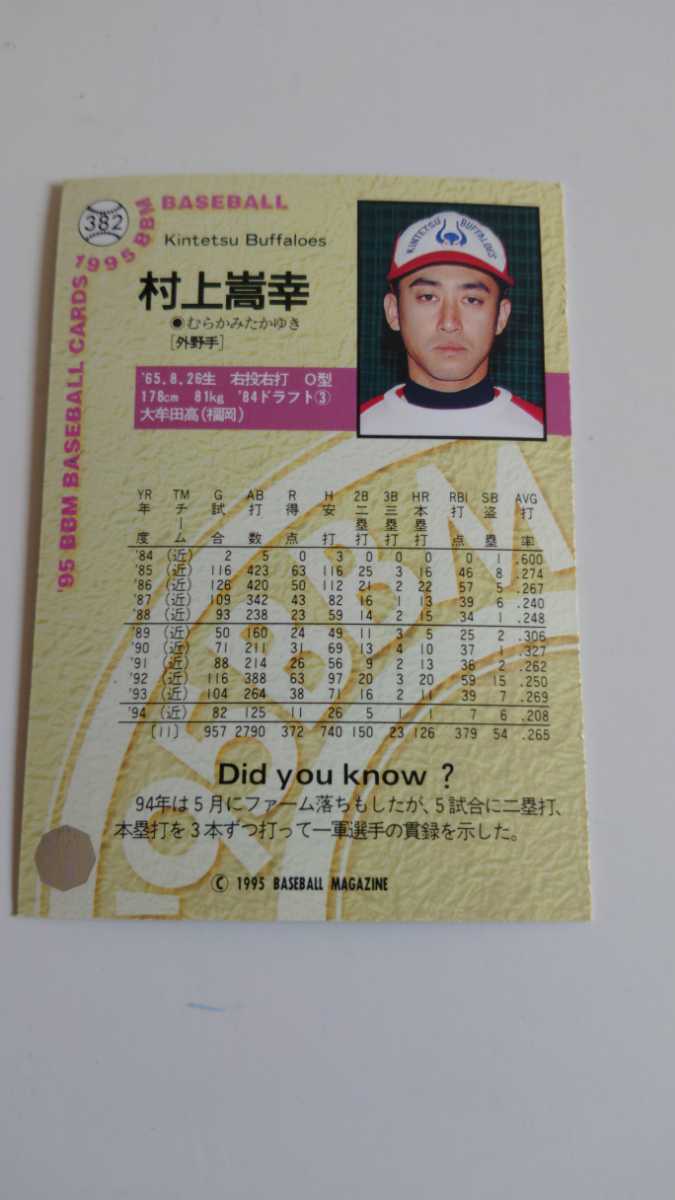 382
'95 BBM BASEBALL CARDS 1995 BBM BASEBALL
Kintetsu Buffaloes
KINTETSU BUFFALOES
村上嵩幸
●むらかみたかゆき
[外野手]
'65.8.26生 右投右打 O型
178cm 81kg '84ドラフト③
大牟田高(福岡)
YR TM G AB R H 2B 3B HR RBI SB AVG
年度 チーム 試合 打数 得点 安打 二塁打 三塁打 本塁打 打点 盗塁 打率
'84 (近) 2 5 0 3 0 0 0 0 1 .600
'85 (近) 116 423 63 116 25 3 16 46 8 .274
'86 (近) 126 420 50 112 21 2 22 57 5 .267
'87 (近) 109 342 43 82 16 1 13 39 6 .240
'88 (近) 93 238 23 59 14 2 15 34 1 .248
'89 (近) 50 160 24 49 11 3 5 25 2 .306
'90 (近) 71 211 31 69 13 4 10 37 1 .327
'91 (近) 88 214 26 56 9 2 13 36 2 .262
'92 (近) 116 388 63 97 20 3 20 59 15 .250
'93 (近) 104 264 38 71 16 2 11 39 7 .269
'94 (近) 82 125 11 26 5 1 1 7 6 .208
[11] 957 2790 372 740 150 23 126 379 54 .265
Did you know ?
94年は5月にファーム落ちもしたが、5試合に二塁打、
本塁打を3本ずつ打って一軍選手の貫録を示した。
© 1995 BASEBALL MAGAZINE
'95 BBM